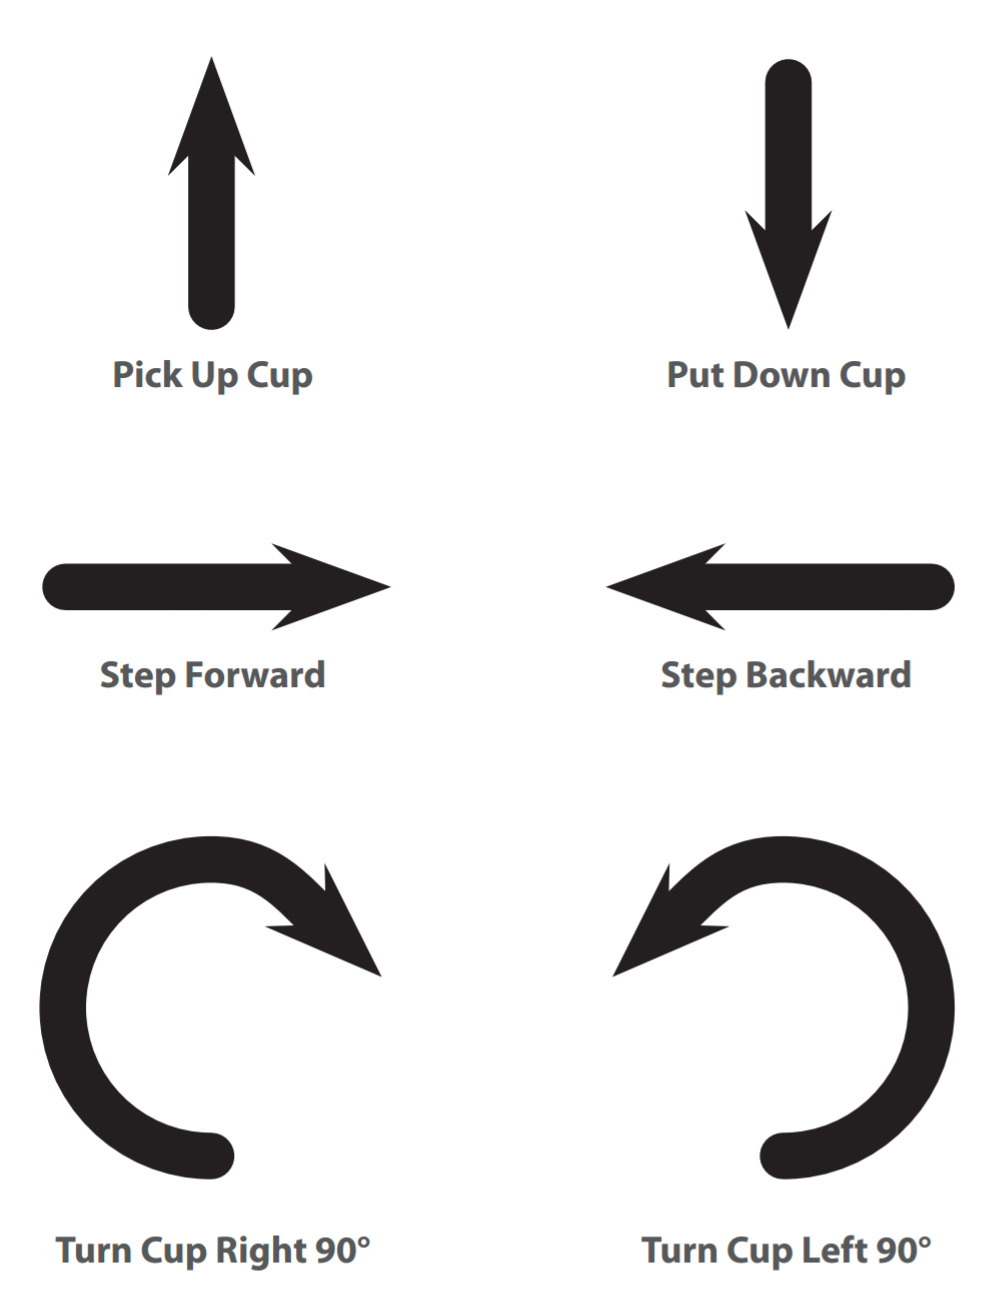 Pick Up Cup
Put Down Cup
Step Forward
Step Backward
Turn Cup Right 90°
Turn Cup Left 90°